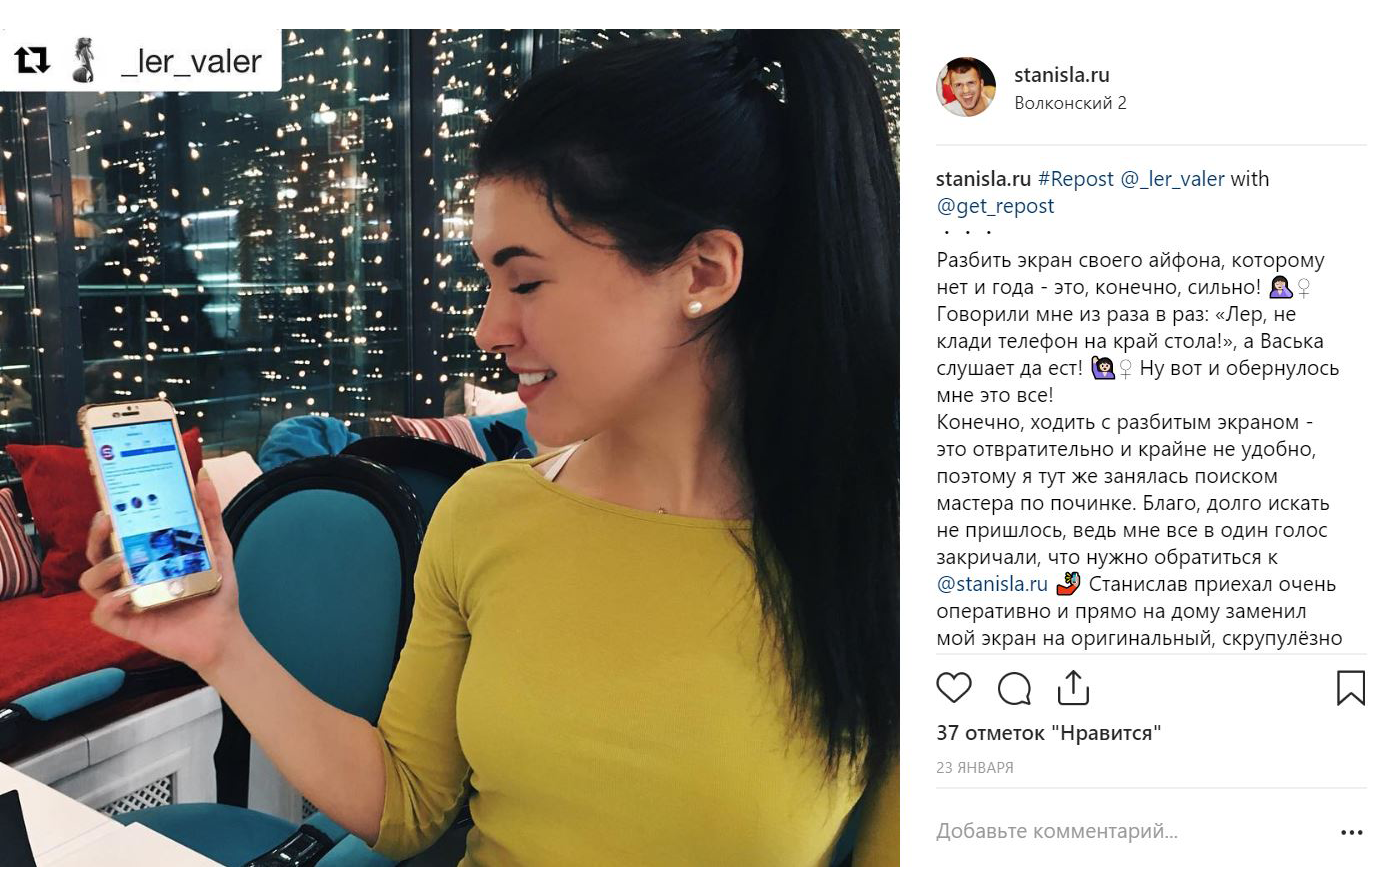 _ler_valer
stanisla.ru
Волконский 2
stanisla.ru #Repost @_ler_valer with
@get_repost
・・・
Разбить экран своего айфона, которому
нет и года - это, конечно, сильно! 🤦🏻‍♀
Говорили мне из раза в раз: «Лер, не
клади телефон на край стола!», а Васька
слушает да ест! 🙋🏻‍♀ Ну вот и обернулось
мне это все!
Конечно, ходить с разбитым экраном -
это отвратительно и крайне не удобно,
поэтому я тут же занялась поиском
мастера по починке. Благо, долго искать
не пришлось, ведь мне все в один голос
закричали, что нужно обратиться к
@stanisla.ru 🤳 Станислав приехал очень
оперативно и прямо на дому заменил
мой экран на оригинальный, скрупулёзно
37 отметок "Нравится"
23 ЯНВАРЯ
Добавьте комментарий...